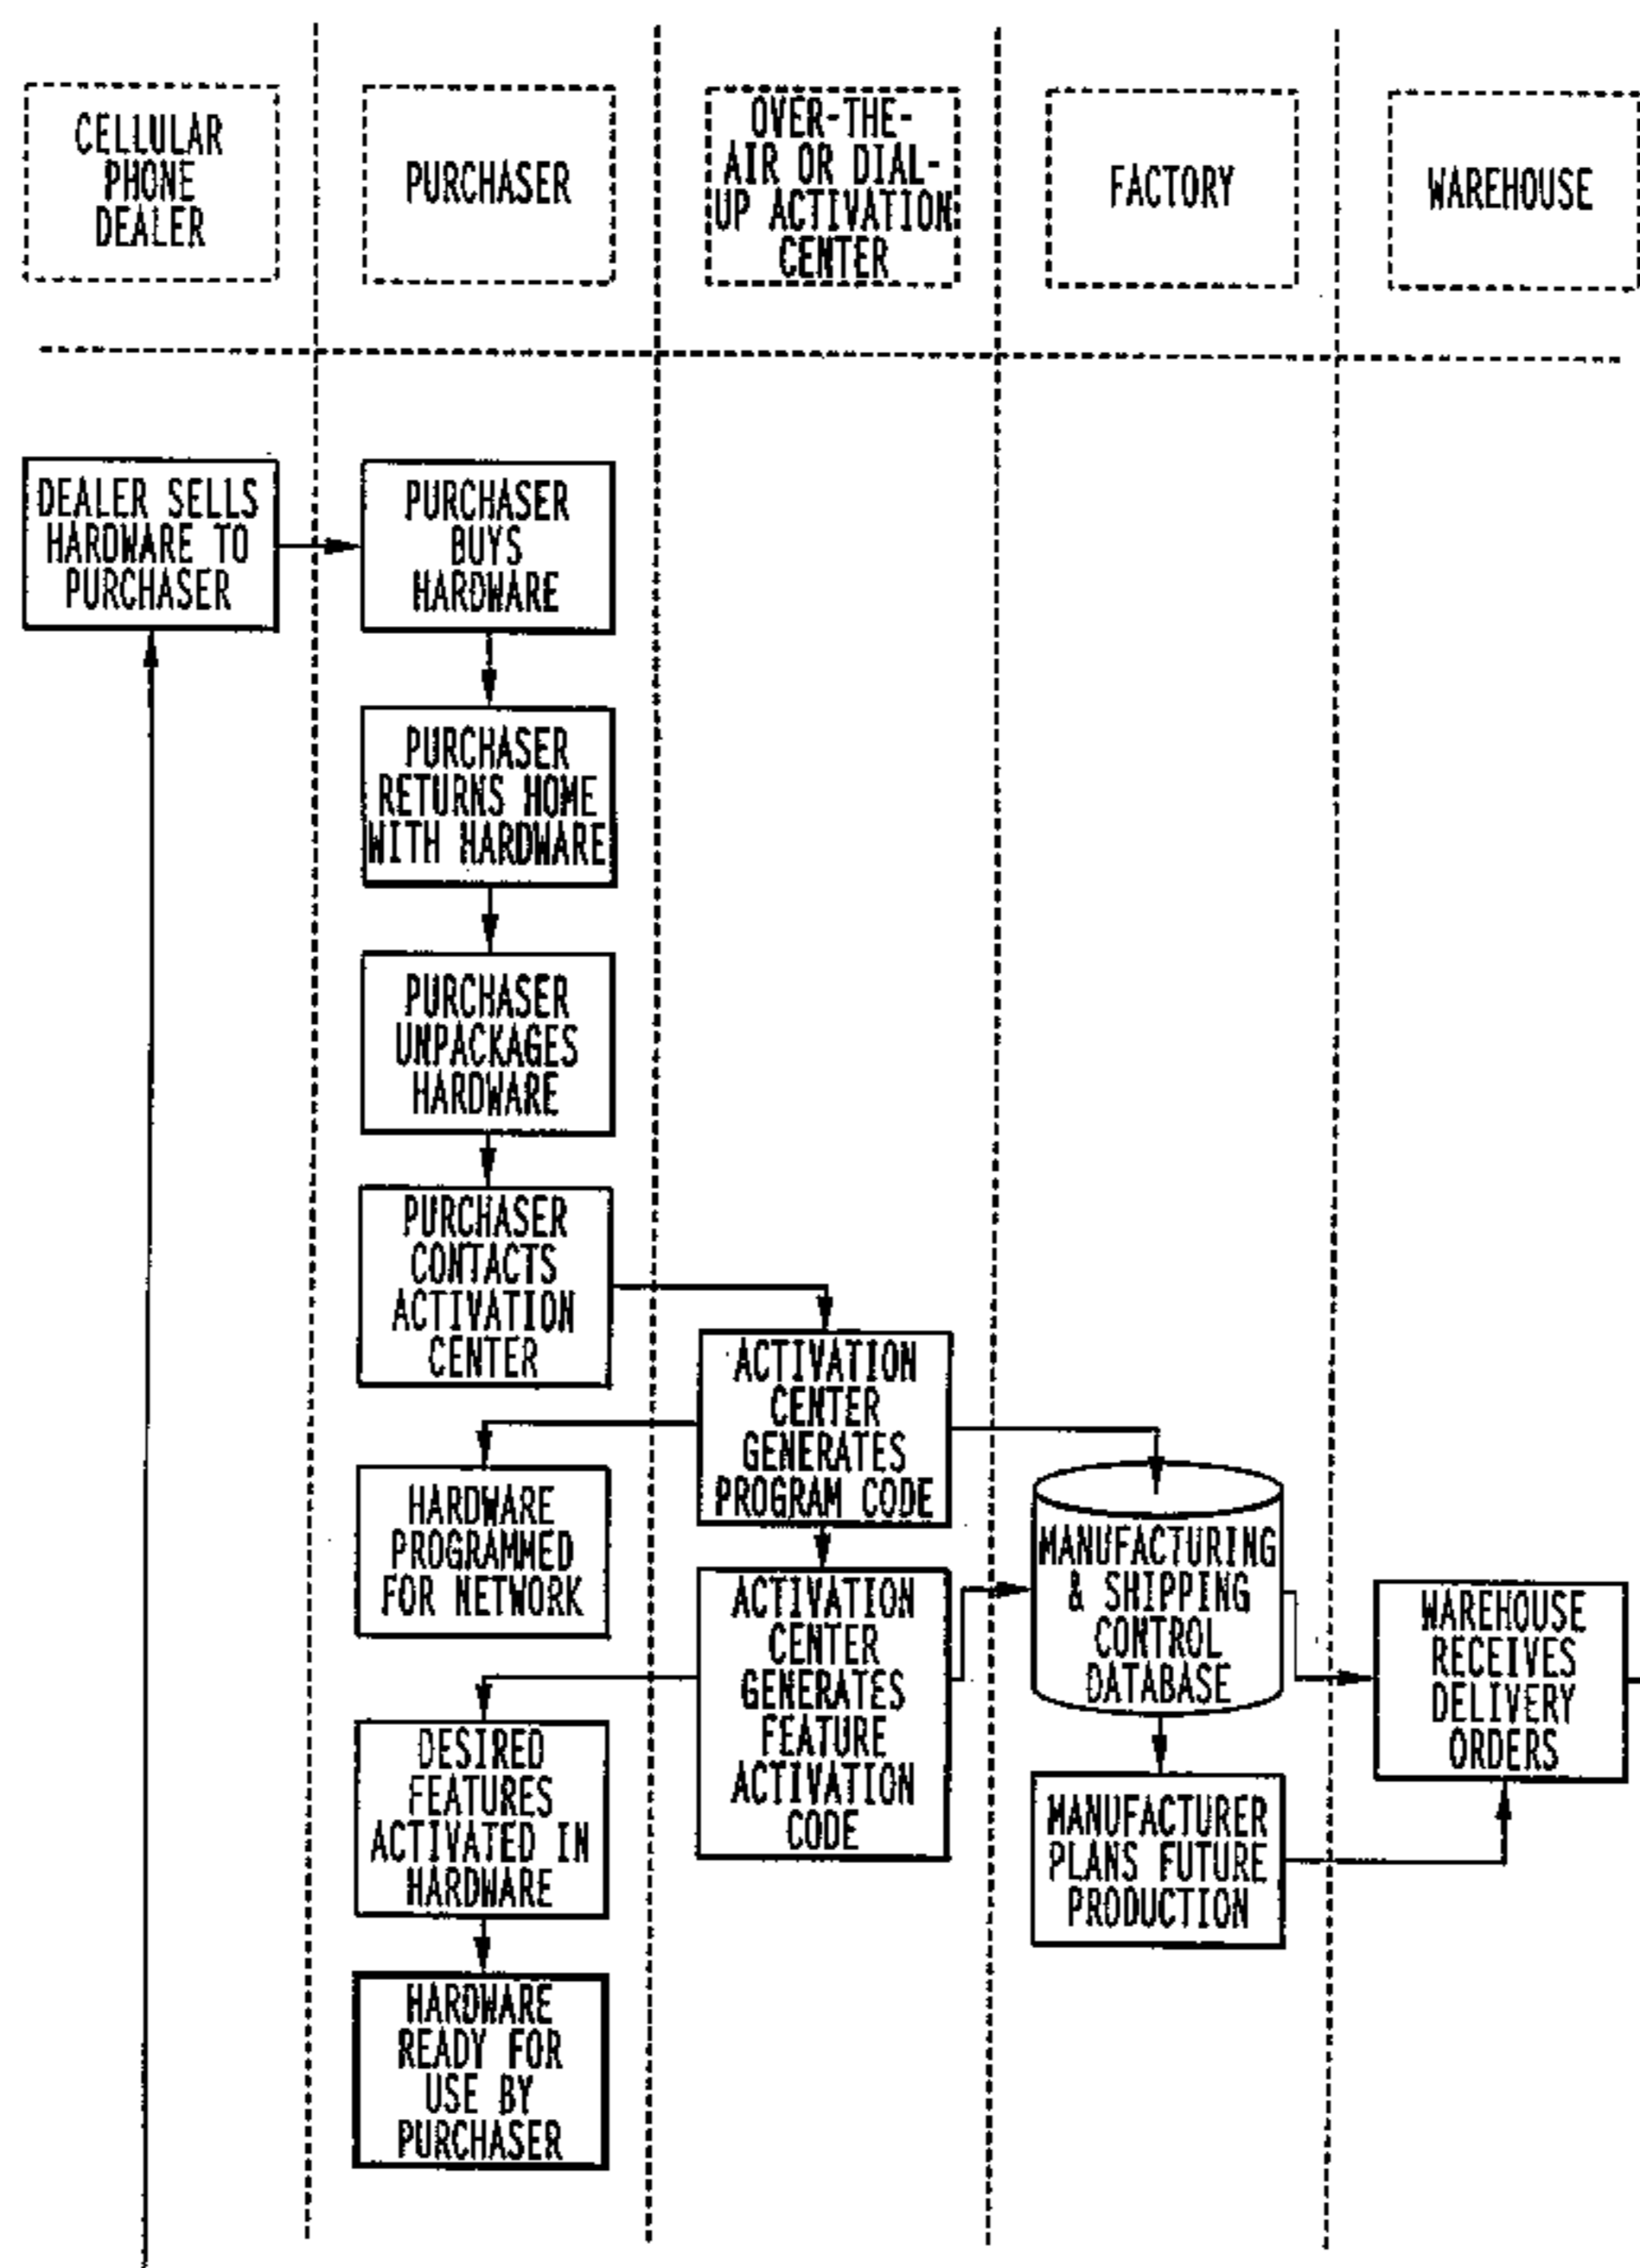 CELLULAR
PHONE
DEALER
PURCHASER
OVER-THE-
AIR OR DIAL-
UP ACTIVATION
CENTER
FACTORY
WAREHOUSE
DEALER SELLS
HARDWARE TO
PURCHASER
PURCHASER
BUYS
HARDWARE
PURCHASER
RETURNS HOME
WITH HARDWARE
PURCHASER
UNPACKAGES
HARDWARE
PURCHASER
CONTACTS
ACTIVATION
CENTER
ACTIVATION
CENTER
GENERATES
PROGRAM CODE
HARDWARE
PROGRAMMED
FOR NETWORK
ACTIVATION
CENTER
GENERATES
FEATURE
ACTIVATION
CODE
MANUFACTURING
& SHIPPING
CONTROL
DATABASE
WAREHOUSE
RECEIVES
DELIVERY
ORDERS
DESIRED
FEATURES
ACTIVATED IN
HARDWARE
MANUFACTURER
PLANS FUTURE
PRODUCTION
HARDWARE
READY FOR
USE BY
PURCHASER